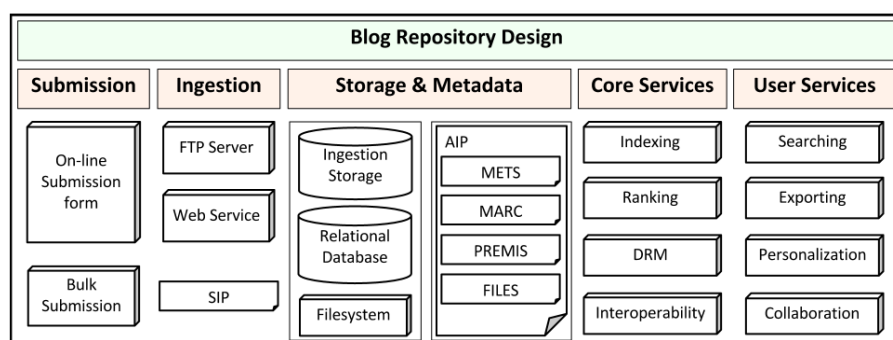 Blog Repository Design
Submission
Ingestion
Storage & Metadata
Core Services
User Services
On-line
Submission
form
Bulk
Submission
FTP Server
Web Service
SIP
Ingestion
Storage
Relational
Database
Filesystem
AIP
METS
MARC
PREMIS
FILES
Indexing
Ranking
DRM
Interoperability
Searching
Exporting
Personalization
Collaboration